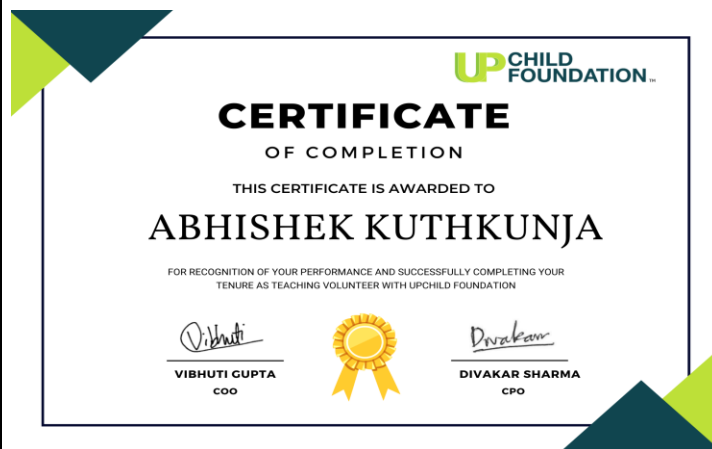 UP CHILD
FOUNDATION™
CERTIFICATE
OF COMPLETION
THIS CERTIFICATE IS AWARDED TO
ABHISHEK KUTHKUNJA
FOR RECOGNITION OF YOUR PERFORMANCE AND SUCCESSFULLY COMPLETING YOUR
TENURE AS TEACHING VOLUNTEER WITH UPCHILD FOUNDATION
Vibhuti
Divakar
VIBHUTI GUPTA
DIVAKAR SHARMA
COO
CPO